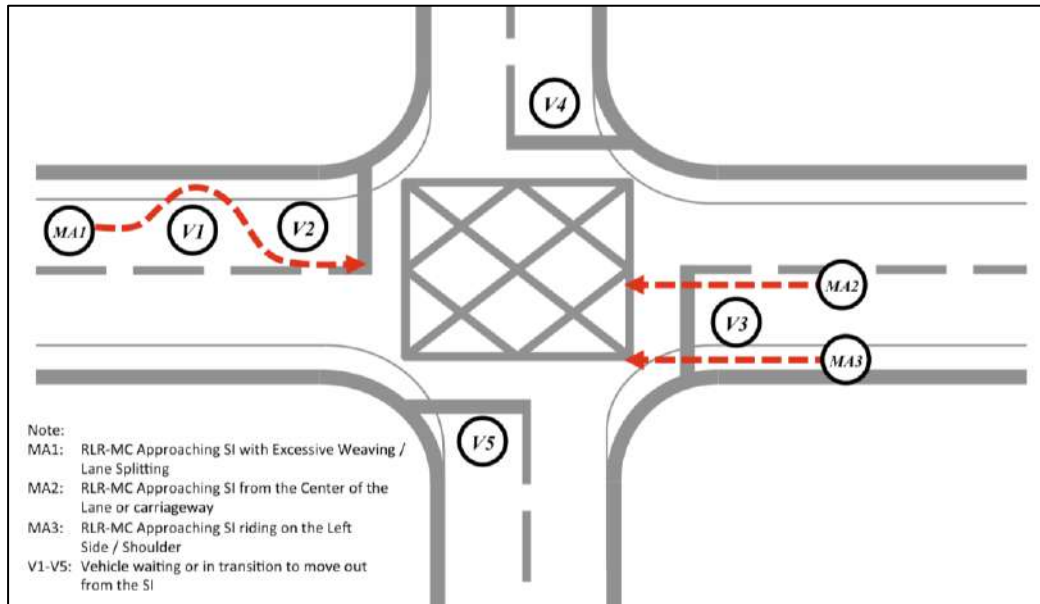 V4
MA1
V1
V2
MA2
V3
MA3
V5
Note:
MA1: RLR-MC Approaching SI with Excessive Weaving /
Lane Splitting
MA2: RLR-MC Approaching SI from the Center of the
Lane or carriageway
MA3: RLR-MC Approaching SI riding on the Left
Side / Shoulder
V1-V5: Vehicle waiting or in transition to move out
from the SI